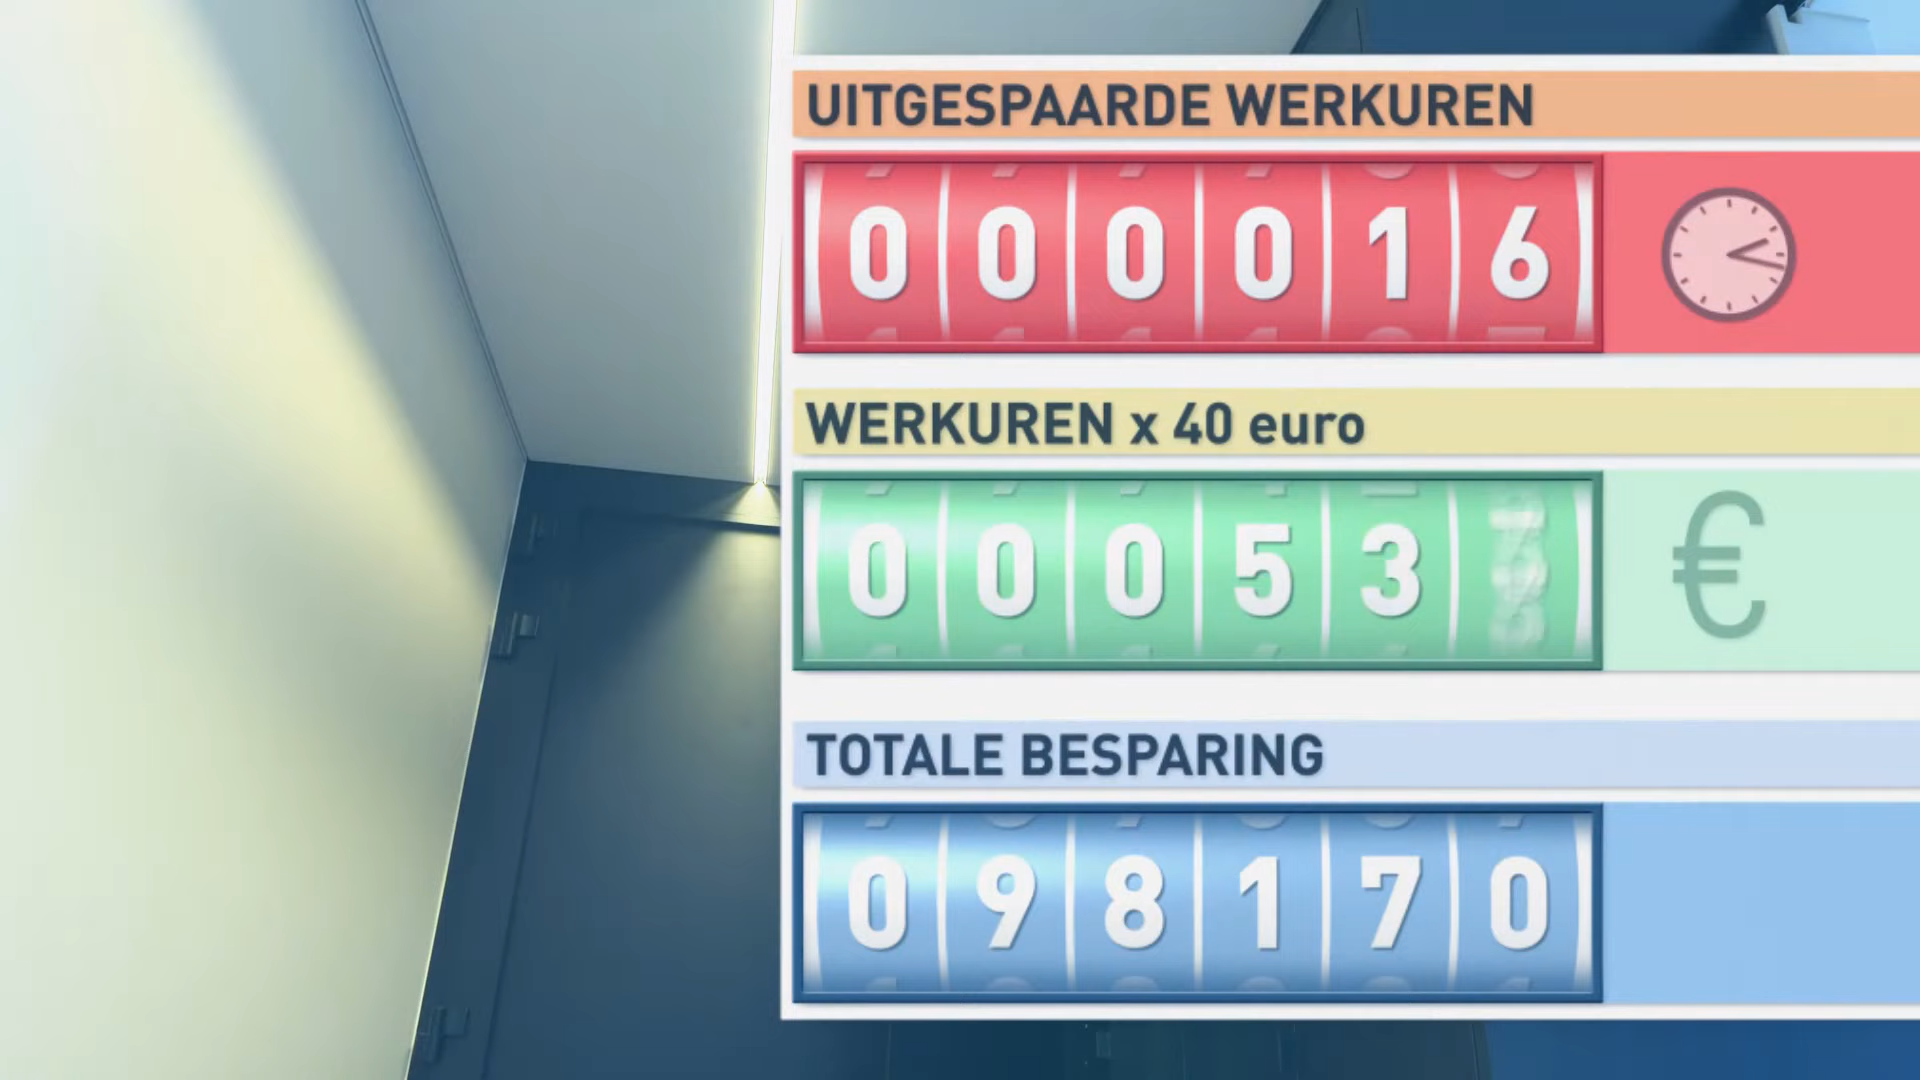 UITGESPAARDE WERKUREN
000016
WERKUREN x 40 euro
00053
€
TOTALE BESPARING
098170